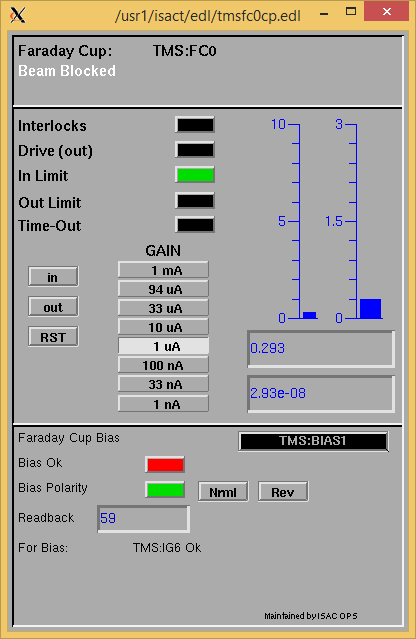 /usr1/isact/edl/tmsfc0cp.edl
Faraday Cup: TMS:FC0
Beam Blocked
Interlocks
Drive (out)
In Limit
Out Limit
Time-Out
10 3
5 1.5
0 0
GAIN
1 mA
94 uA
33 uA
10 uA
1 uA
100 nA
33 nA
1 nA
in
out
RST
0.293
2.93e-08
Faraday Cup Bias TMS:BIAS1
Bias Ok
Bias Polarity Nrml Rev
Readback 59
For Bias: TMS:IG6 Ok
Maintained by ISAC OPS